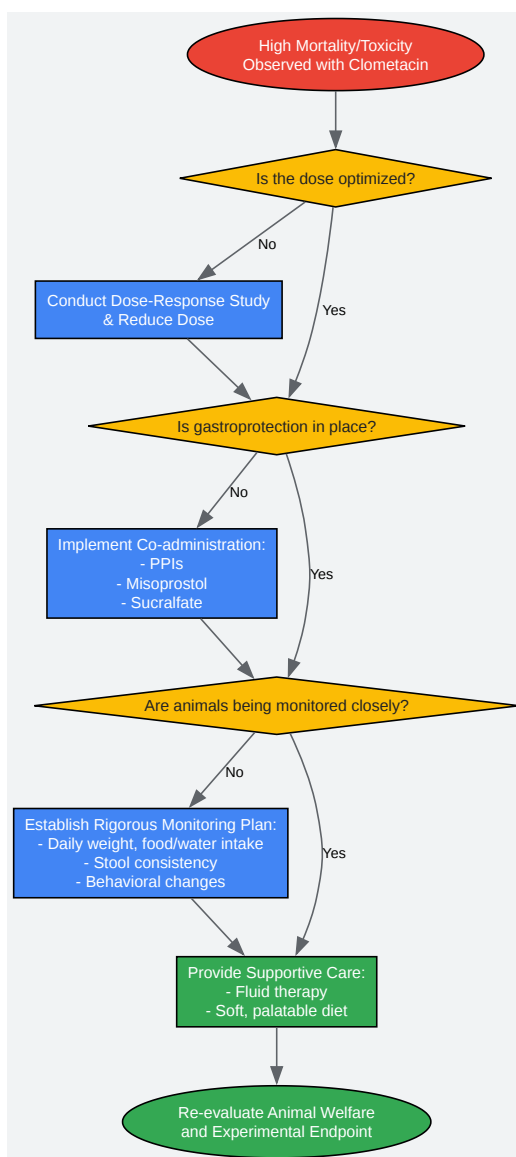 High Mortality/Toxicity
Observed with Clometacin
Is the dose optimized?
No
Conduct Dose-Response Study
& Reduce Dose
Yes
Is gastroprotection in place?
No
Implement Co-administration:
- PPIs
- Misoprostol
- Sucralfate
Yes
Are animals being monitored closely?
No
Establish Rigorous Monitoring Plan:
- Daily weight, food/water intake
- Stool consistency
- Behavioral changes
Yes
Provide Supportive Care:
- Fluid therapy
- Soft, palatable diet
Re-evaluate Animal Welfare
and Experimental Endpoint